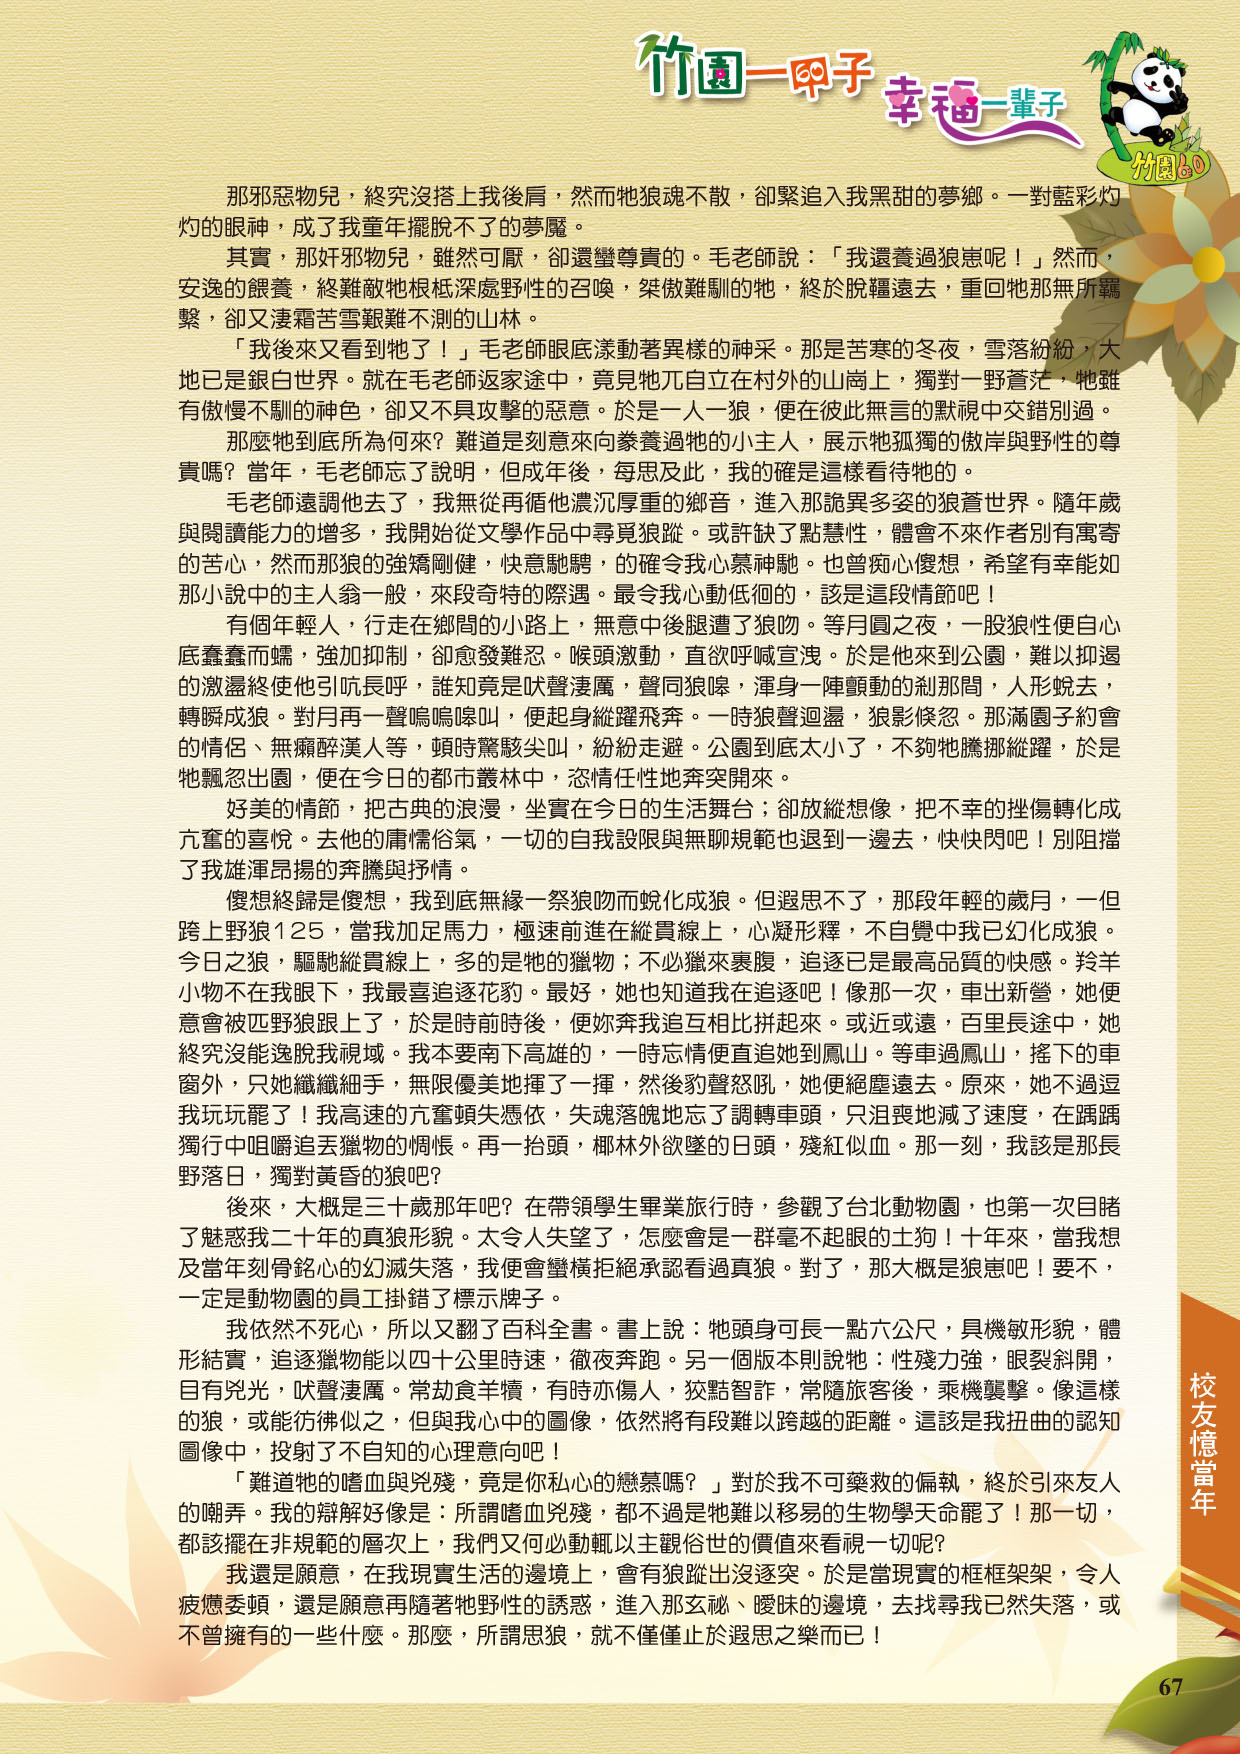 竹園一甲子
幸福一輩子
竹園60
那邪惡物兒，終究沒搭上我後肩，然而牠狼魂不散，卻緊追入我黑甜的夢鄉。一對藍彩灼
灼的眼神，成了我童年擺脫不了的夢魘。
其實，那奸邪物兒，雖然可厭，卻還蠻尊貴的。毛老師說：「我還養過狼崽呢！」然而，
安逸的餵養，終難敵牠根柢深處野性的召喚，桀傲難馴的牠，終於脫韁遠去，重回牠那無所羈
繫，卻又淒霜苦雪艱難不測的山林。
「我後來又看到牠了！」毛老師眼底漾動著異樣的神采。那是苦寒的冬夜，雪落紛紛，大
地已是銀白世界。就在毛老師返家途中，竟見牠兀自立在村外的山崗上，獨對一野蒼茫，牠雖
有傲慢不馴的神色，卻又不具攻擊的惡意。於是一人一狼，便在彼此無言的默視中交錯別過。
那麼牠到底所為何來？難道是刻意來向豢養過牠的小主人，展示牠孤獨的傲岸與野性的尊
貴嗎？當年，毛老師忘了說明，但成年後，每思及此，我的確是這樣看待牠的。
毛老師遠調他去了，我無從再循他濃沉厚重的鄉音，進入那詭異多姿的狼蒼世界。隨年歲
與閱讀能力的增多，我開始從文學作品中尋覓狼蹤。或許缺了點慧性，體會不來作者別有寓寄
的苦心，然而那狼的強矯剛健，快意馳騁，的確令我心慕神馳。也曾痴心傻想，希望有幸能如
那小說中的主人翁一般，來段奇特的際遇。最令我心動低徊的，該是這段情節吧！
有個年輕人，行走在鄉間的小路上，無意中後腿遭了狼吻。等月圓之夜，一股狼性便自心
底蠢蠢而蠕，強加抑制，卻愈發難忍。喉頭激動，直欲呼喊宣洩。於是他來到公園，難以抑遏
的激盪終使他引吭長呼，誰知竟是吠聲淒厲，聲同狼嗥，渾身一陣顫動的剎那間，人形蛻去，
轉瞬成狼。對月再一聲嗚嗚嗥叫，便起身縱躍飛奔。一時狼聲迴盪，狼影倏忽。那滿園子約會
的情侶、無癩醉漢人等，頓時驚駭尖叫，紛紛走避。公園到底太小了，不夠牠騰挪縱躍，於是
牠飄忽出園，便在今日的都市叢林中，恣情任性地奔突開來。
好美的情節，把古典的浪漫，坐實在今日的生活舞台；卻放縱想像，把不幸的挫傷轉化成
亢奮的喜悅。去他的庸懦俗氣，一切的自我設限與無聊規範也退到一邊去，快快閃吧！別阻擋
了我雄渾昂揚的奔騰與抒情。
傻想終歸是傻想，我到底無緣一祭狼吻而蛻化成狼。但遐思不了，那段年輕的歲月，一但
跨上野狼125，當我加足馬力，極速前進在縱貫線上，心凝形釋，不自覺中我已幻化成狼。
今日之狼，驅馳縱貫線上，多的是牠的獵物；不必獵來裹腹，追逐已是最高品質的快感。羚羊
小物不在我眼下，我最喜追逐花豹。最好，她也知道我在追逐吧！像那一次，車出新營，她便
意會被匹野狼跟上了，於是時前時後，便妳奔我追互相比拼起來。或近或遠，百里長途中，她
終究沒能逸脫我視域。我本要南下高雄的，一時忘情便直追她到鳳山。等車過鳳山，搖下的車
窗外，只她纖纖細手，無限優美地揮了一揮，然後豹聲怒吼，她便絕塵遠去。原來，她不過逗
我玩玩罷了！我高速的亢奮頓失憑依，失魂落魄地忘了調轉車頭，只沮喪地減了速度，在踽踽
獨行中咀嚼追丟獵物的惆悵。再一抬頭，椰林外欲墜的日頭，殘紅似血。那一刻，我該是那長
野落日，獨對黃昏的狼吧？
後來，大概是三十歲那年吧？在帶領學生畢業旅行時，參觀了台北動物園，也第一次目睹
了魅惑我二十年的真狼形貌。太令人失望了，怎麼會是一群毫不起眼的土狗！十年來，當我想
及當年刻骨銘心的幻滅失落，我便會蠻橫拒絕承認看過真狼。對了，那大概是狼崽吧！要不，
一定是動物園的員工掛錯了標示牌子。
我依然不死心，所以又翻了百科全書。書上說：牠頭身可長一點六公尺，具機敏形貌，體
形結實，追逐獵物能以四十公里時速，徹夜奔跑。另一個版本則說牠：性殘力強，眼裂斜開，
目有兇光，吠聲淒厲。常劫食羊犢，有時亦傷人，狡黠智詐，常隨旅客後，乘機襲擊。像這樣
的狼，或能彷彿似之，但與我心中的圖像，依然將有段難以跨越的距離。這該是我扭曲的認知
圖像中，投射了不自知的心理意向吧！
「難道牠的嗜血與兇殘，竟是你私心的戀慕嗎？」對於我不可藥救的偏執，終於引來友人
的嘲弄。我的辯解好像是：所謂嗜血兇殘，都不過是牠難以移易的生物學天命罷了！那一切，
都該擺在非規範的層次上，我們又何必動輒以主觀俗世的價值來看視一切呢？
我還是願意，在我現實生活的邊境上，會有狼蹤出沒逐突。於是當現實的框框架架，令人
疲憊委頓，還是願意再隨著牠野性的誘惑，進入那玄祕、曖昧的邊境，去找尋我已然失落，或
不曾擁有的一些什麼。那麼，所謂思狼，就不僅僅止於遐思之樂而已！
校友憶當年
67